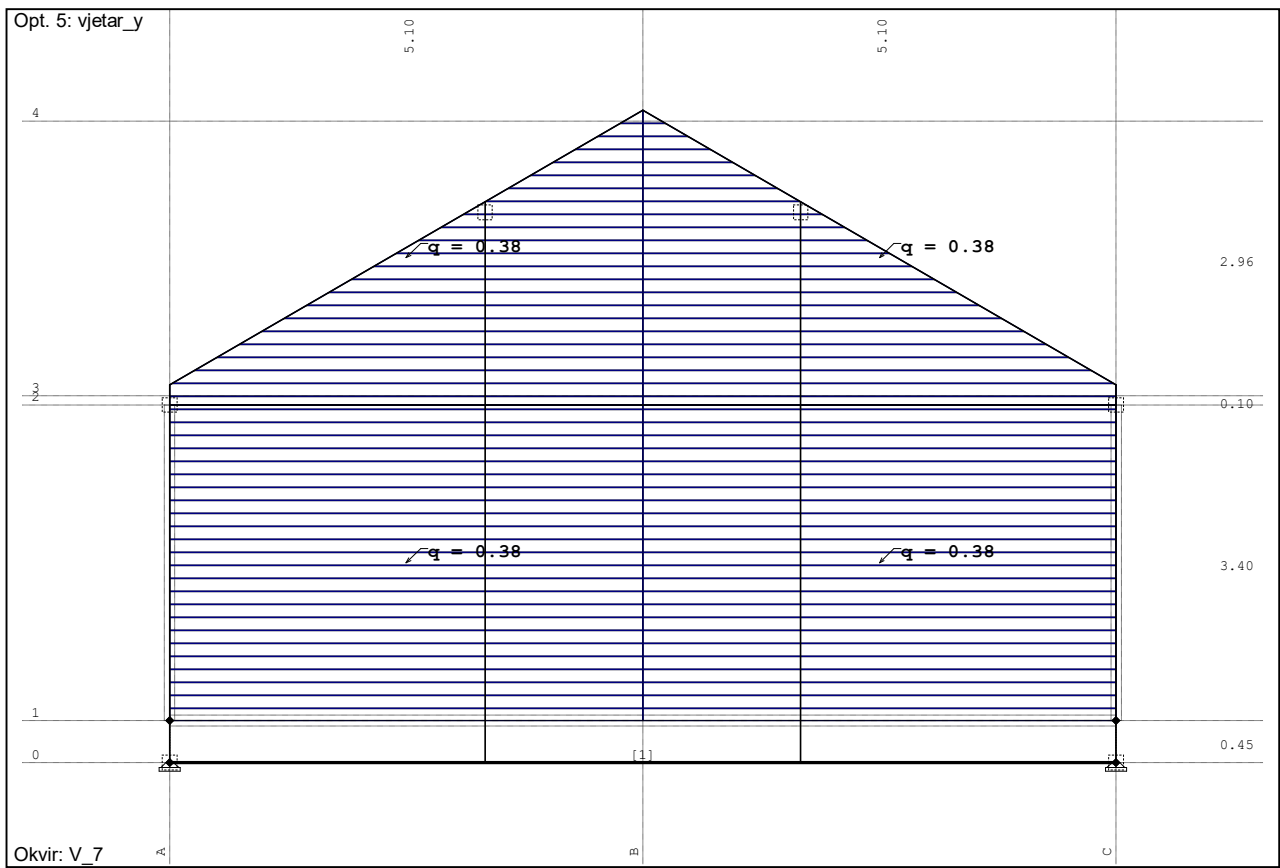 Opt. 5: vjetar_y
5.10
5.10
4
q = 0.38
q = 0.38
2.96
3
2
0.10
q = 0.38
q = 0.38
3.40
1
0
[1]
0.45
Okvir: V_7
A
B
C